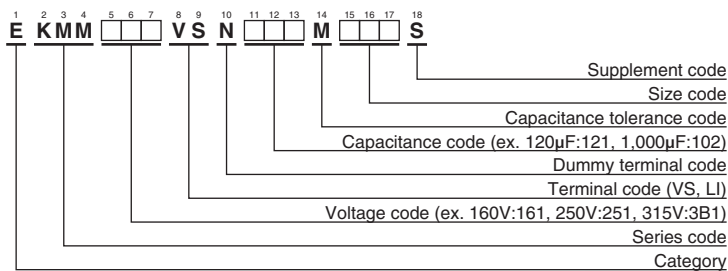 1 2 3 4 5 6 7 8 9 10 11 12 13 14 15 16 17 18
E K M M V S N M S
Supplement code
Size code
Capacitance tolerance code
Capacitance code (ex. 120μF:121, 1,000μF:102)
Dummy terminal code
Terminal code (VS, LI)
Voltage code (ex. 160V:161, 250V:251, 315V:3B1)
Series code
Category